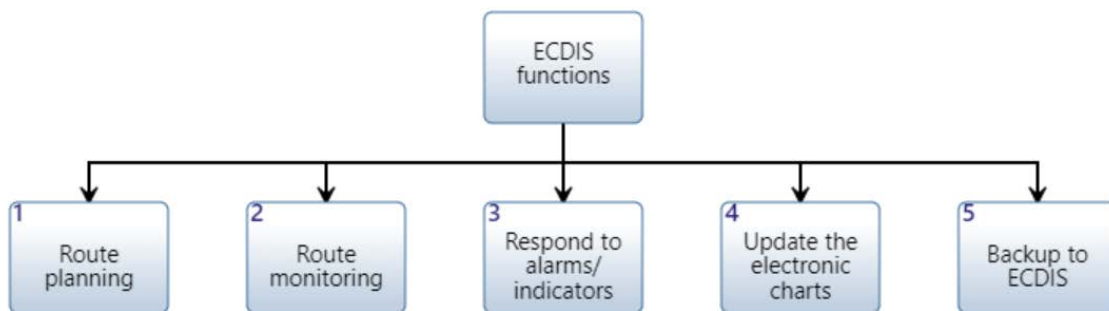 ECDIS
functions
1
Route
planning
2
Route
monitoring
3
Respond to
alarms/
indicators
4
Update the
electronic
charts
5
Backup to
ECDIS